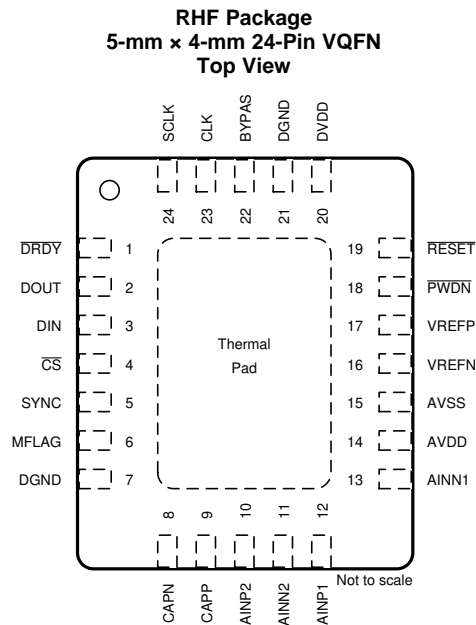 RHF Package
5-mm × 4-mm 24-Pin VQFN
Top View
SCLK
CLK
BYPAS
DGND
DVDD
24
23
22
21
20
DRDY 1
DOUT 2
DIN 3
CS 4
SYNC 5
MFLAG 6
DGND 7
Thermal
Pad
19 RESET
18 PWDN
17 VREFP
16 VREFN
15 AVSS
14 AVDD
13 AINN1
8
9
10
11
12
CAPN
CAPP
AINP2
AINN2
AINP1
Not to scale